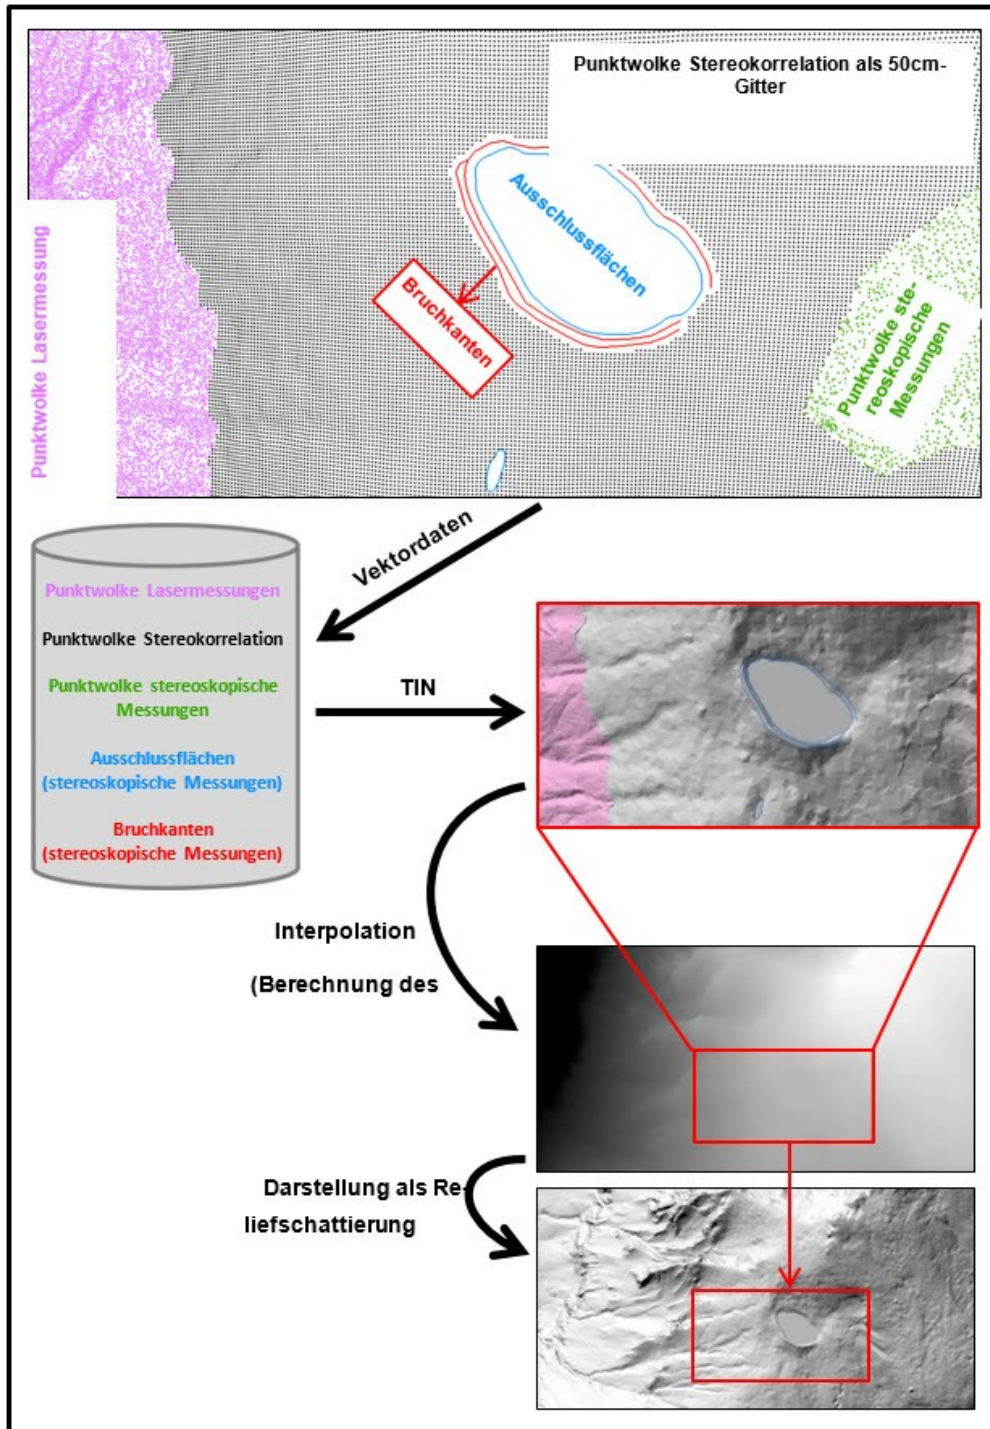 Punktwolke Stereokorrelation als 50cm-
Gitter
Ausschlussflächen
Bruchkanten
Punktwolke Lasermessung
Punktwolke ste-
reoskopische
Messungen
Vektordaten
Punktwolke Lasermessungen
Punktwolke Stereokorrelation
Punktwolke stereoskopische
Messungen
Ausschlussflächen
(stereoskopische Messungen)
Bruchkanten
(stereoskopische Messungen)
TIN
Interpolation
(Berechnung des
Darstellung als Re-
liefschattierung